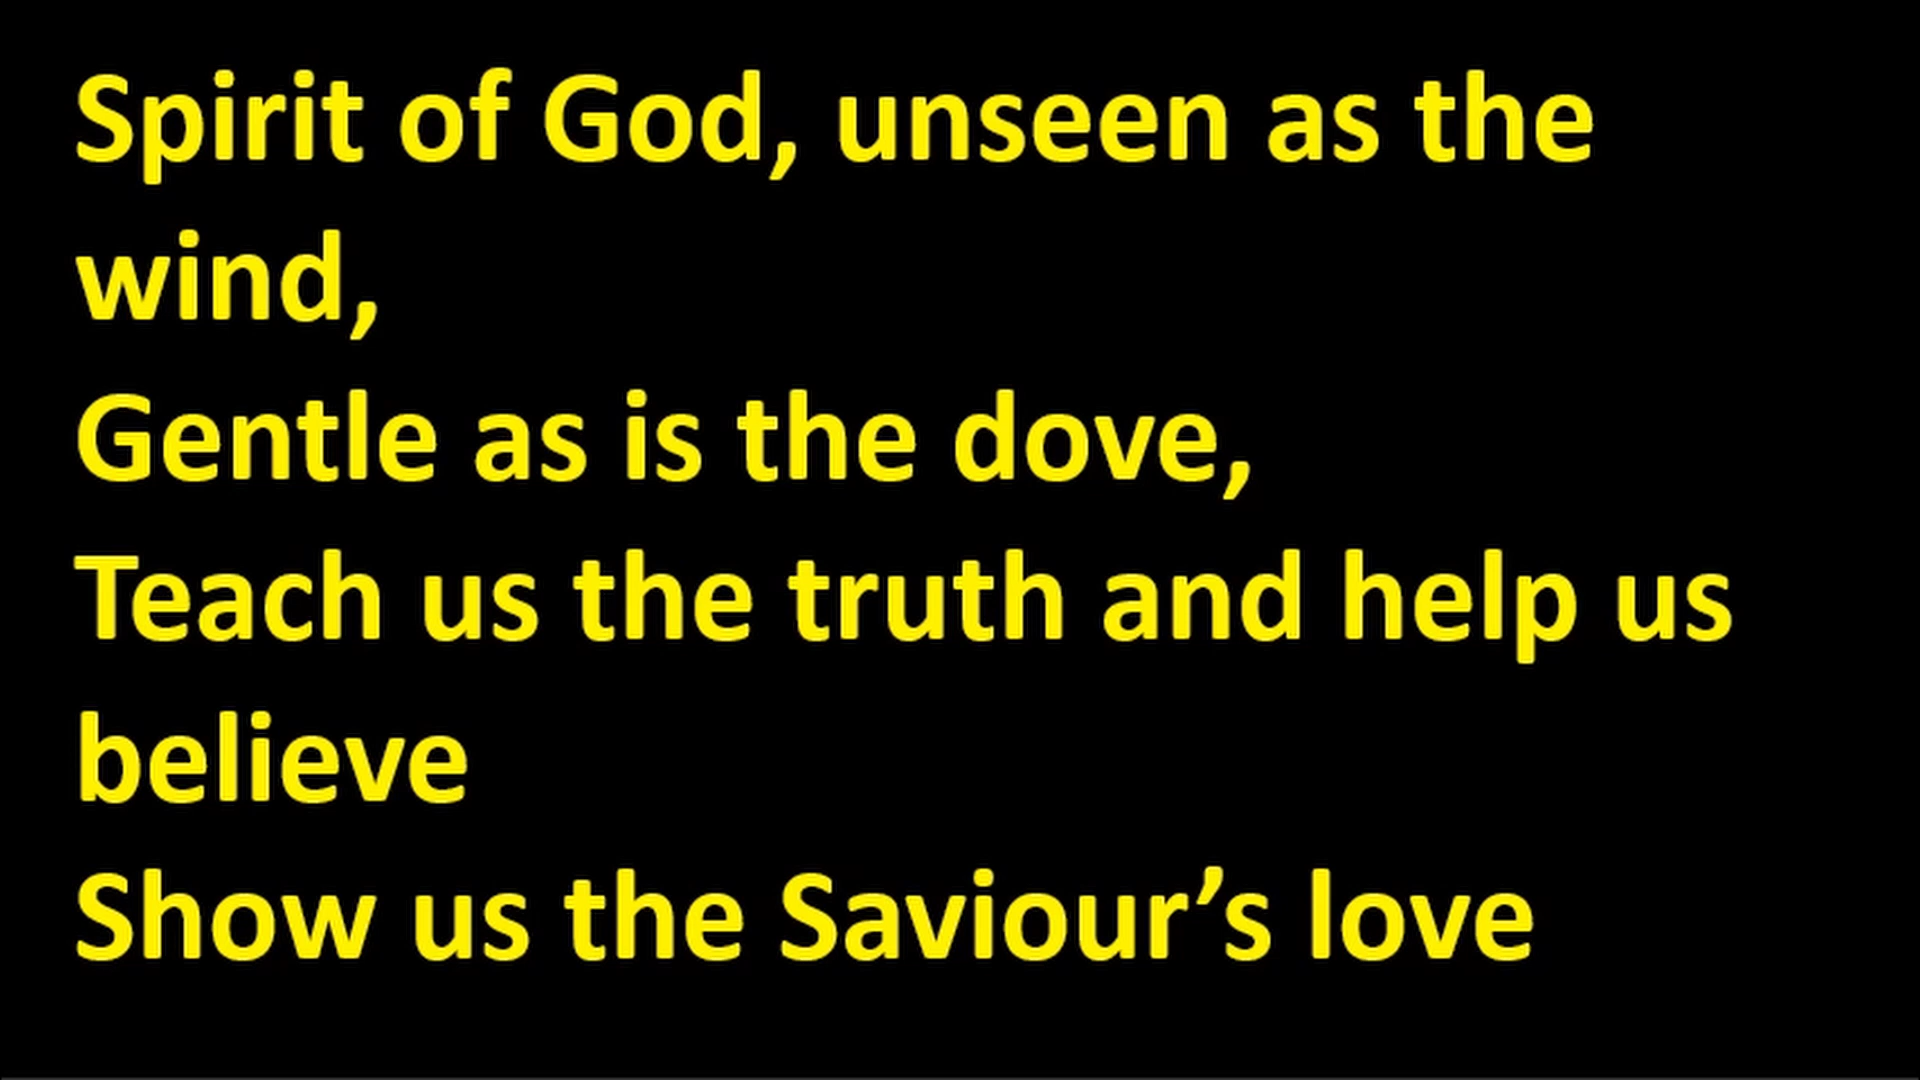 Spirit of God, unseen as the
wind,
Gentle as is the dove,
Teach us the truth and help us
believe
Show us the Saviour’s love